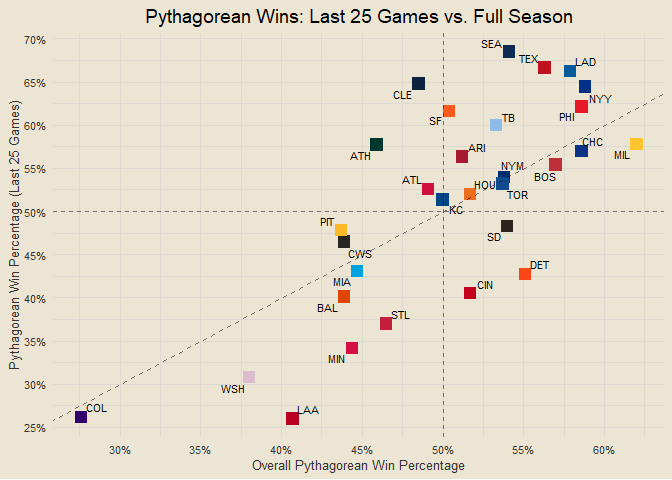 Pythagorean Wins: Last 25 Games vs. Full Season
70%
SEA
TEX
LAD
65%
CLE
NYY
PHI
SF
TB
60%
ATH
ARI
CHC
MIL
55%
NYM
BOS
ATL
HOU
TOR
50%
KC
PIT
SD
45%
CWS
DET
MIA
CIN
40%
BAL
STL
35%
MIN
30%
WSH
COL
LAA
25%
30%
35%
40%
45%
50%
55%
60%
Overall Pythagorean Win Percentage
Pythagorean Win Percentage (Last 25 Games)